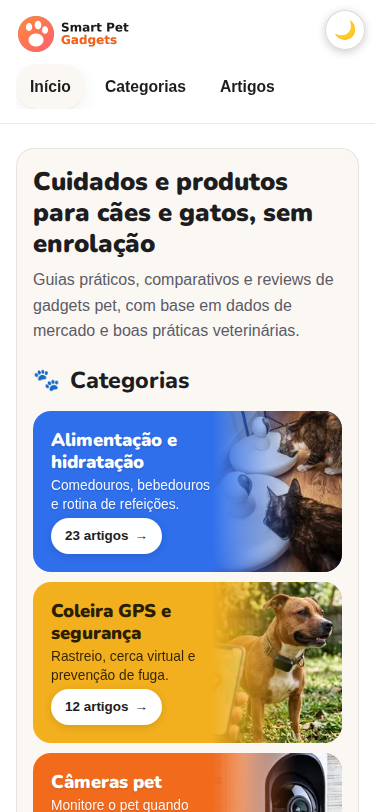 Smart Pet
Gadgets
Início Categorias Artigos
Cuidados e produtos
para cães e gatos, sem
enrolação
Guias práticos, comparativos e reviews de
gadgets pet, com base em dados de
mercado e boas práticas veterinárias.
🐾 Categorias
Alimentação e
hidratação
Comedouros, bebedouros
e rotina de refeições.
23 artigos →
Coleira GPS e
segurança
Rastreio, cerca virtual e
prevenção de fuga.
12 artigos →
Câmeras pet
Monitore o pet quando